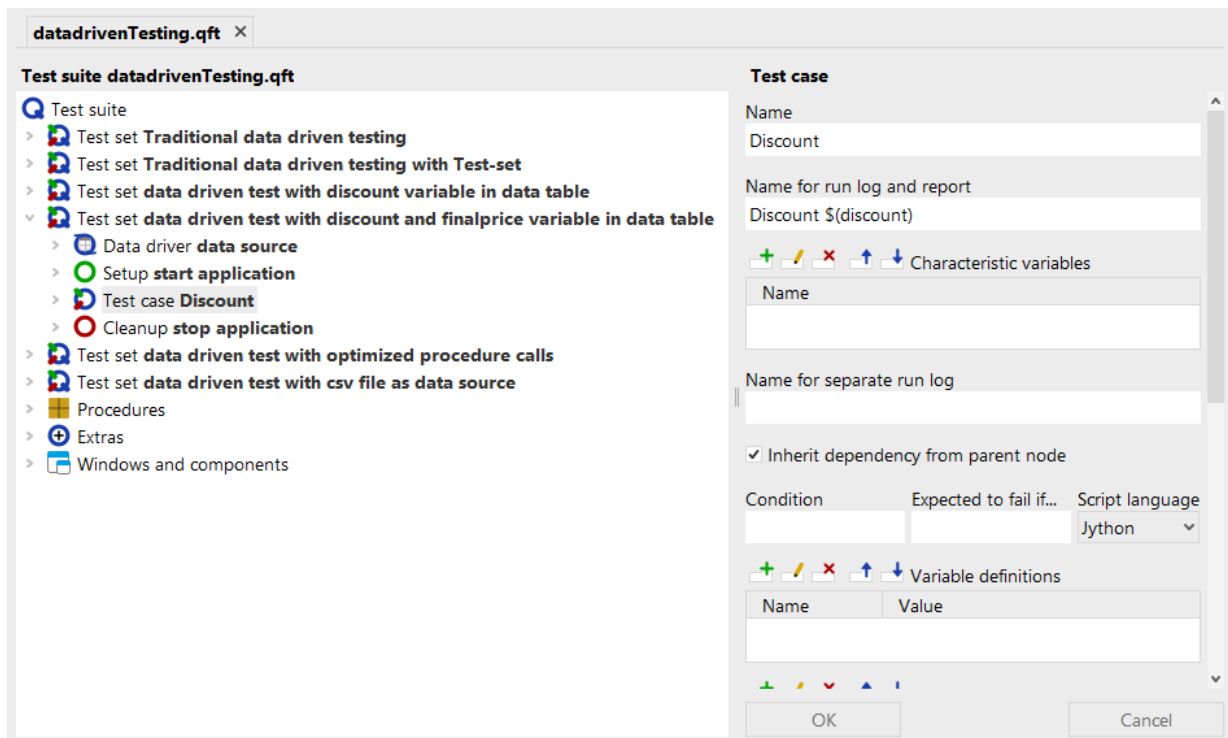 datadrivenTesting.qft ×
Test suite datadrivenTesting.qft
Test suite
Test set Traditional data driven testing
Test set Traditional data driven testing with Test-set
Test set data driven test with discount variable in data table
Test set data driven test with discount and finalprice variable in data table
Data driver data source
Setup start application
Test case Discount
Cleanup stop application
Test set data driven test with optimized procedure calls
Test set data driven test with csv file as data source
Procedures
Extras
Windows and components
Test case
Name
Discount
Name for run log and report
Discount $(discount)
Characteristic variables
Name
Name for separate run log
Inherit dependency from parent node
Condition Expected to fail if... Script language
Jython
Variable definitions
Name Value
OK Cancel